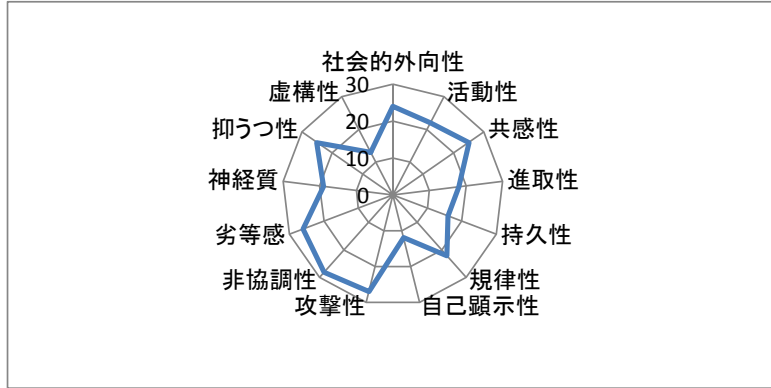 社会的外向性
活動性
共感性
進取性
持久性
規律性
自己顕示性
攻撃性
非協調性
劣等感
神経質
抑うつ性
虚構性
30
20
10
0